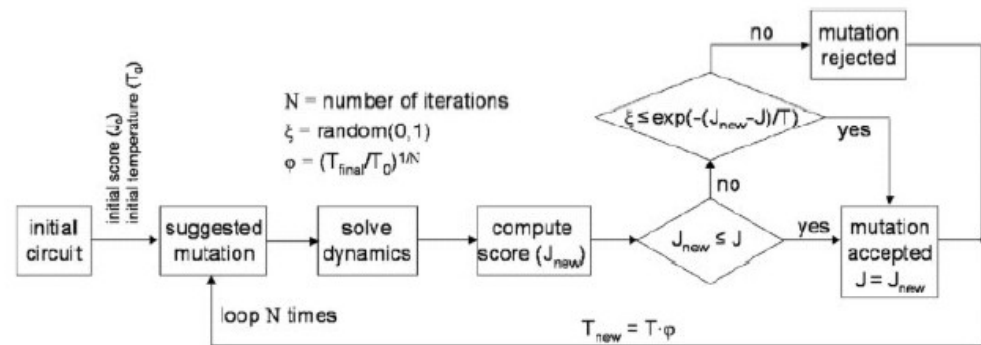 no
mutation
rejected
N = number of iterations
ξ = random(0,1)
φ = (T_final/T_0)^1/N
ξ ≤ exp(-(J_new-J)/T)
yes
initial score (J_0)
initial temperature (T_0)
no
initial
circuit
suggested
mutation
solve
dynamics
compute
score (J_new)
J_new ≤ J
yes
mutation
accepted
J = J_new
loop N times
T_new = T·φ